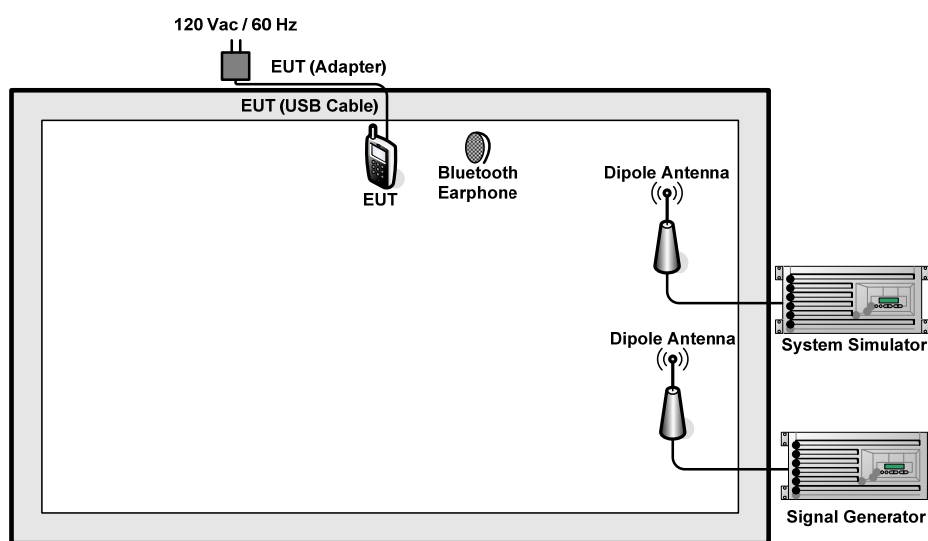 120 Vac / 60 Hz
EUT (Adapter)
EUT (USB Cable)
EUT
Bluetooth
Earphone
Dipole Antenna
System Simulator
Dipole Antenna
Signal Generator